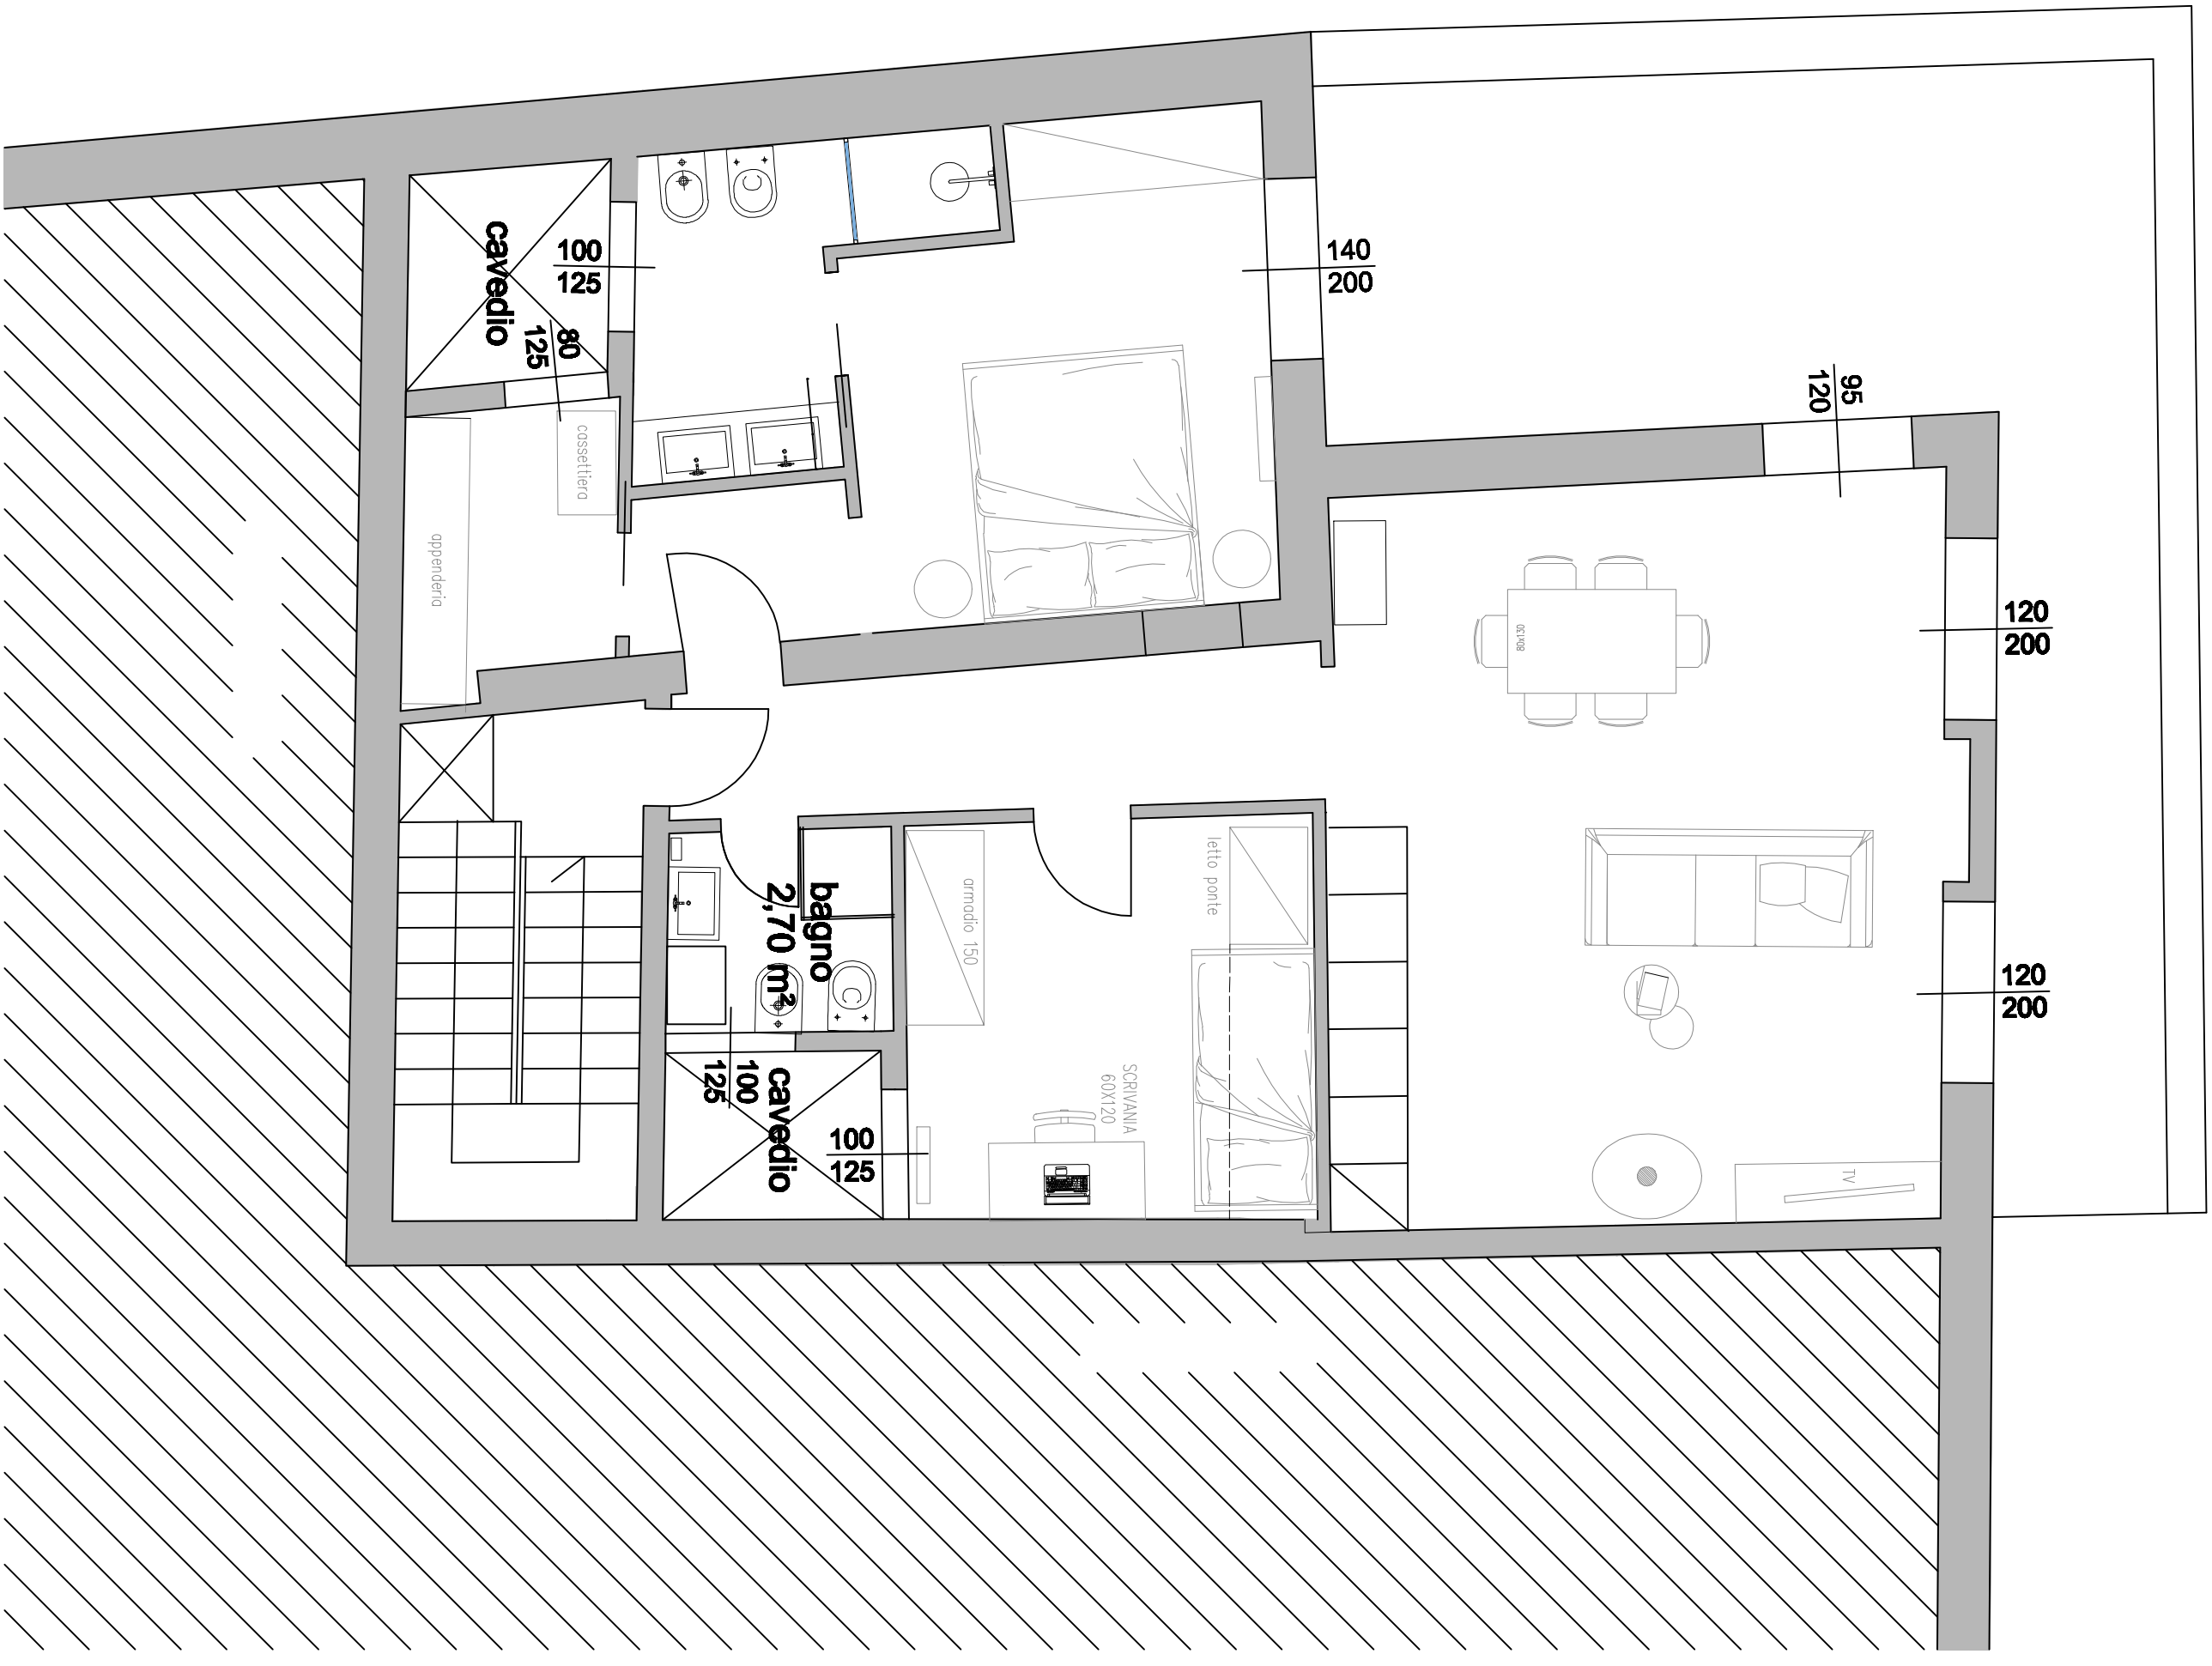 cavedio
100
125
80
125
140
200
95
120
cassettiera
appenderia
80x130
120
200
bagno
2,70 m²
armadio 150
letto ponte
120
200
SCRIVANIA
60X120
cavedio
100
125
100
125
TV